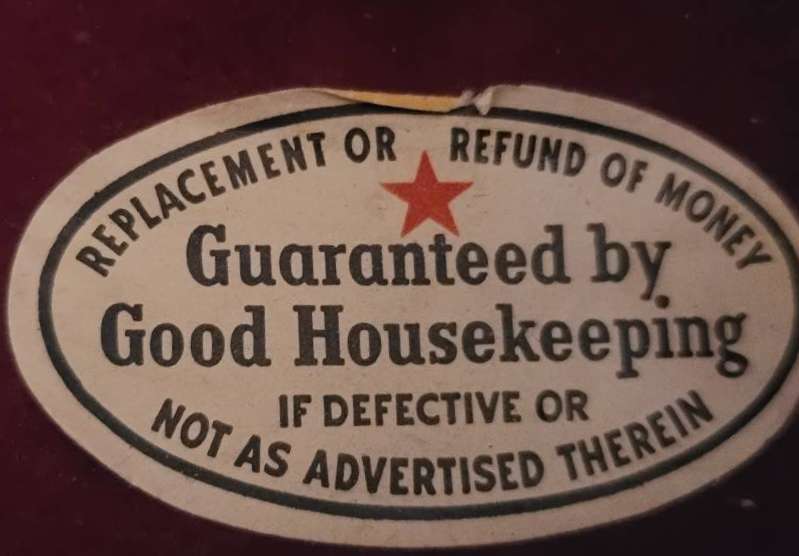 REPLACEMENT OR REFUND OF MONEY
Guaranteed by
Good Housekeeping
IF DEFECTIVE OR
NOT AS ADVERTISED THEREIN